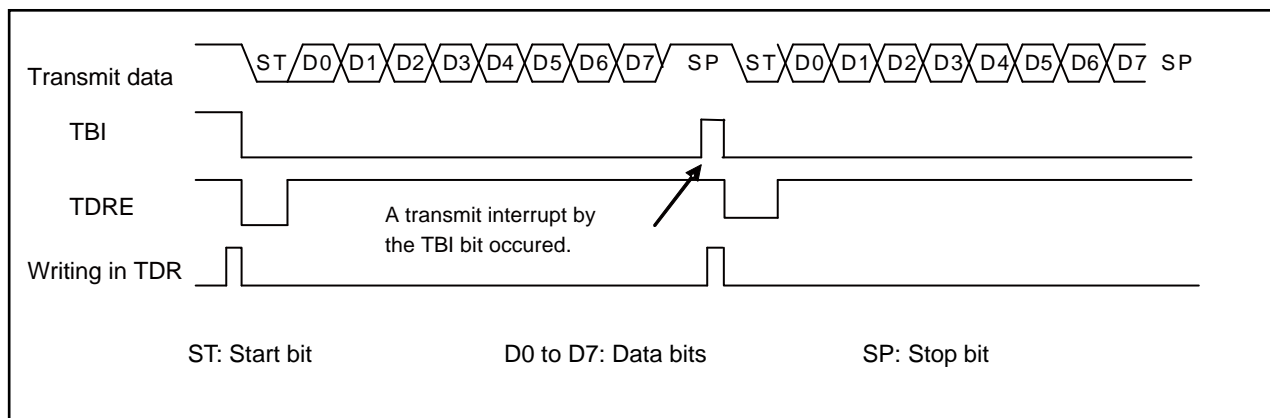 Transmit data ST D0 D1 D2 D3 D4 D5 D6 D7 SP ST D0 D1 D2 D3 D4 D5 D6 D7 SP
TBI
TDRE
A transmit interrupt by
the TBI bit occured.
Writing in TDR
ST: Start bit D0 to D7: Data bits SP: Stop bit